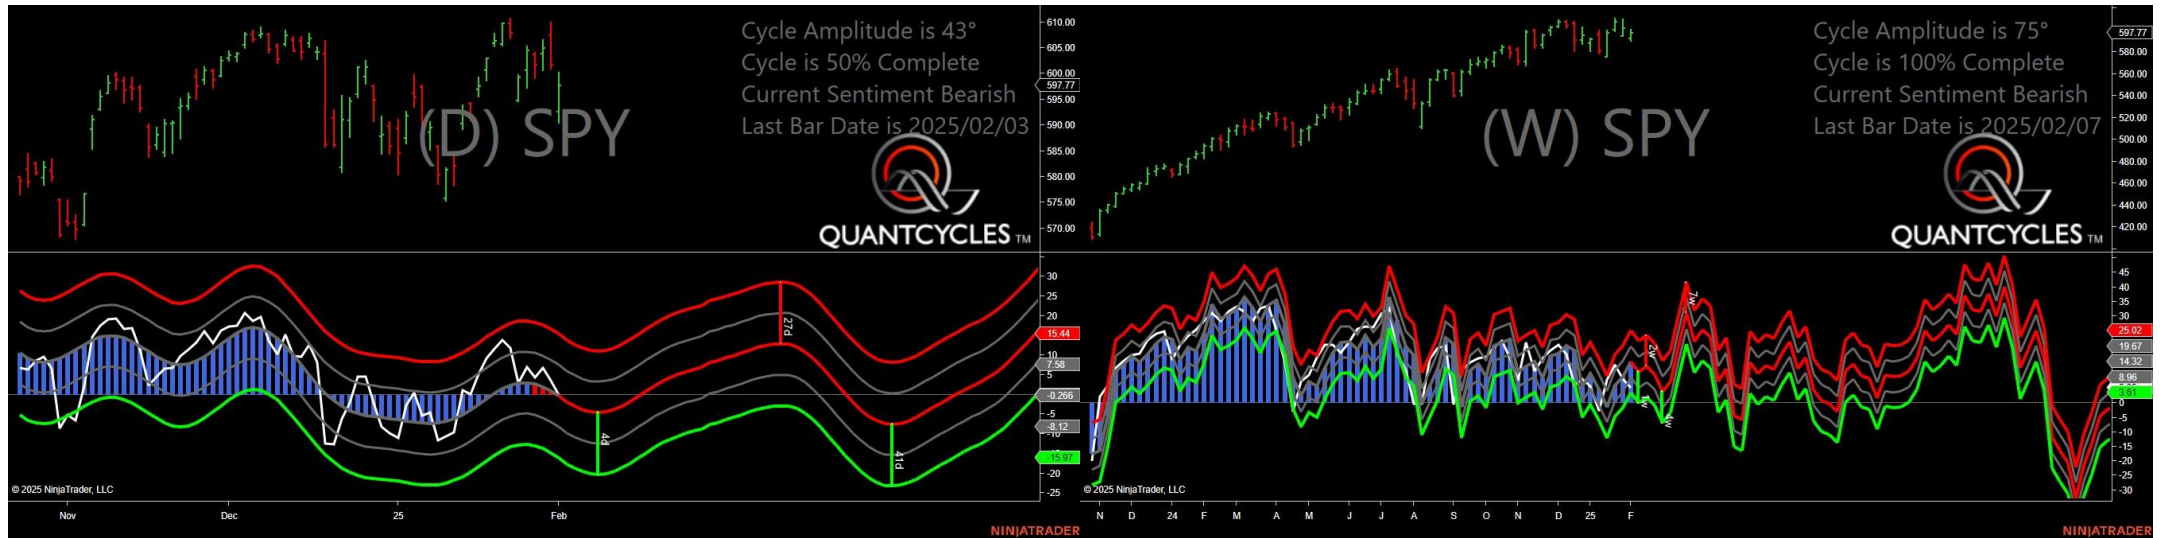 Cycle Amplitude is 43°
Cycle is 50% Complete
Current Sentiment Bearish
Last Bar Date is 2025/02/03
(D) SPY
QUANTCYCLES TM
610.00
605.00
600.00
597.77
595.00
590.00
585.00
580.00
575.00
570.00
30
25
20
15.44
10
7.58
5
-0.266
-5
-8.12
-10
-15.97
-20
-25
27d
4d
41d
© 2025 NinjaTrader, LLC
Nov Dec 25 Feb
NINJATRADER
Cycle Amplitude is 75°
Cycle is 100% Complete
Current Sentiment Bearish
Last Bar Date is 2025/02/07
(W) SPY
QUANTCYCLES TM
597.77
580.00
560.00
540.00
520.00
500.00
480.00
460.00
440.00
420.00
45
40
35
30
25.02
19.67
14.32
8.96
3.61
0
-5
-10
-15
-20
-25
-30
7w
2w
1w
4w
© 2025 NinjaTrader, LLC
N D 24 F M A M J J A S O N D 25 F
NINJATRADER